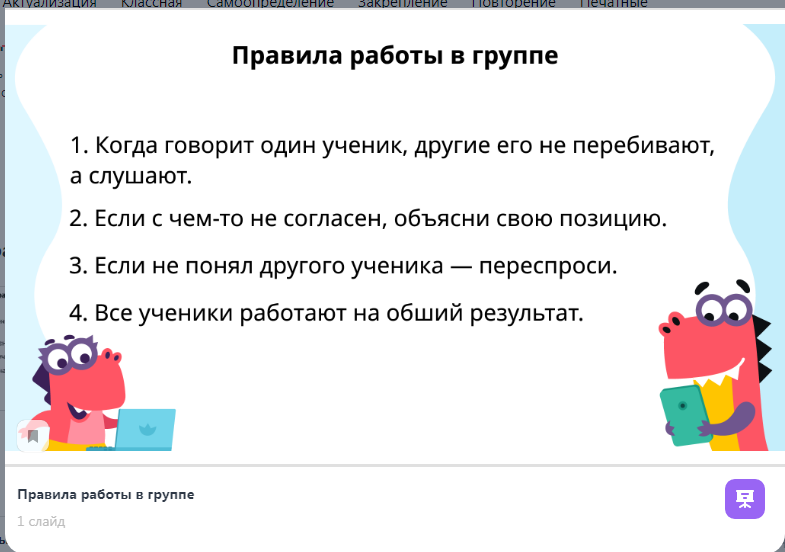 Актуализация Классная Самоопределение Закрепление Повторение Печатные
Правила работы в группе
1. Когда говорит один ученик, другие его не перебивают,
а слушают.
2. Если с чем-то не согласен, объясни свою позицию.
3. Если не понял другого ученика — переспроси.
4. Все ученики работают на обший результат.
Правила работы в группе
1 слайд